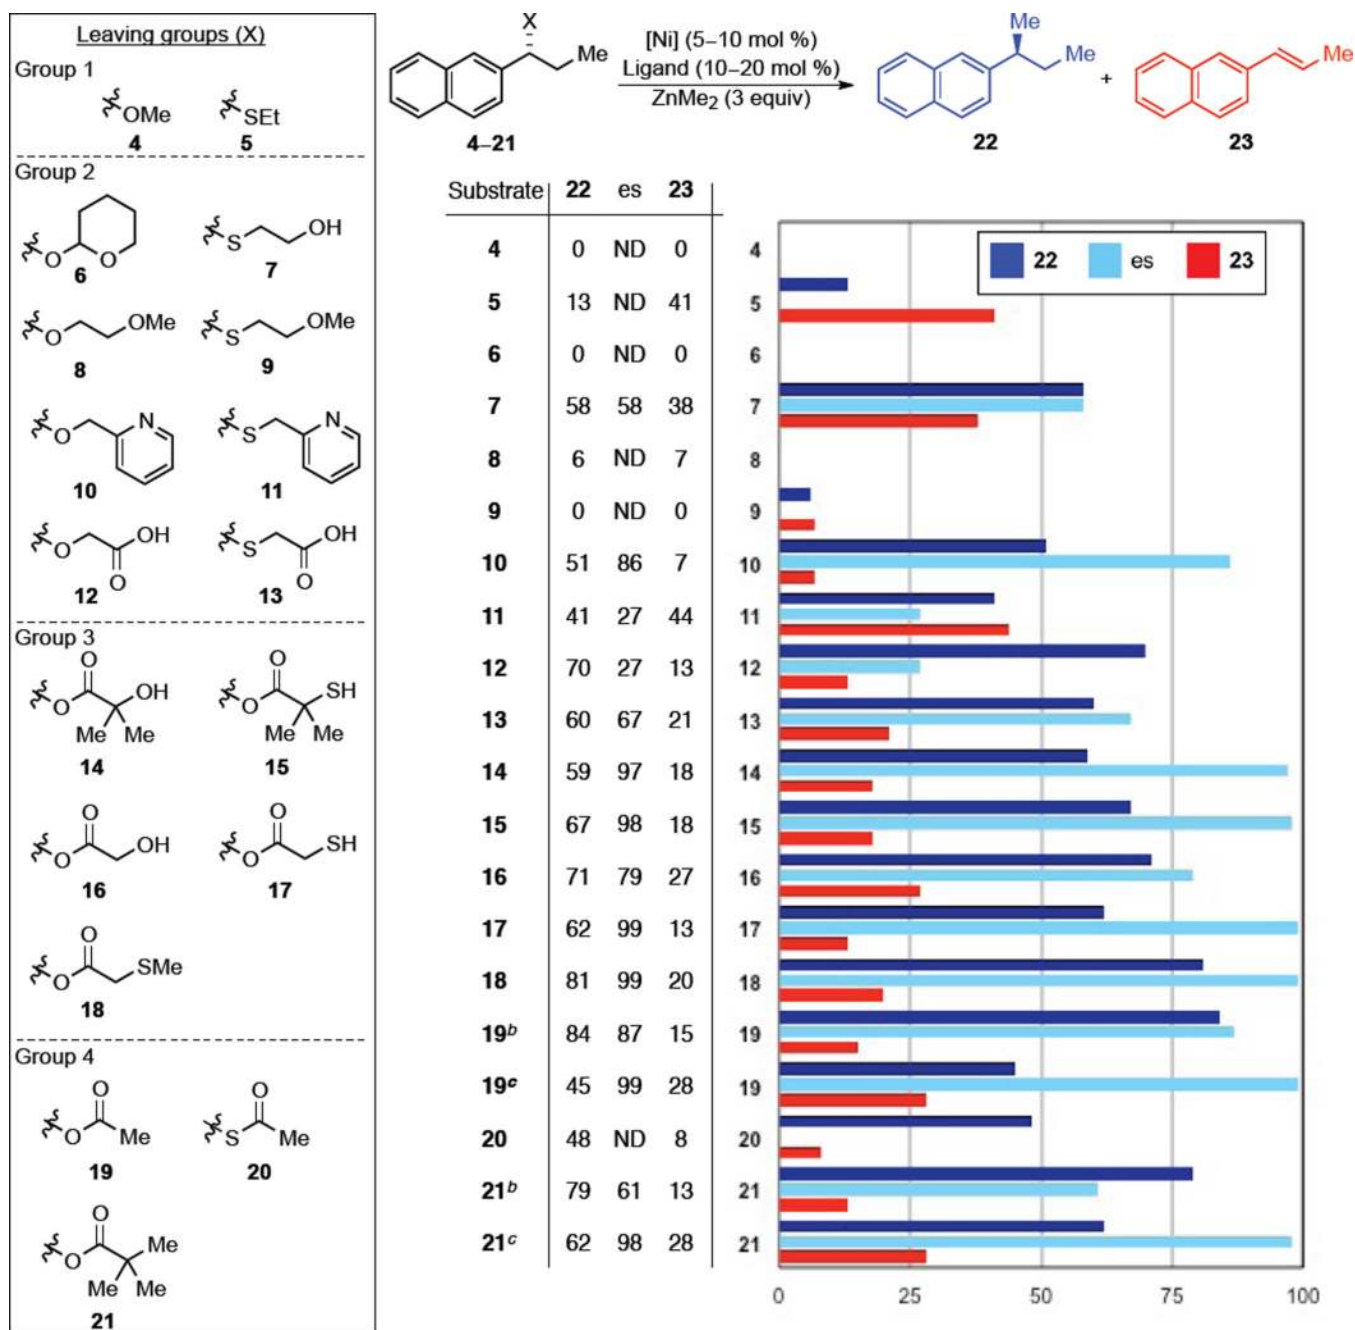 Leaving groups (X)
Group 1
OMe
4
SEt
5
Group 2
O
O
6
S
OH
7
O
OMe
8
S
OMe
9
O
N
10
S
N
11
O
OH
O
12
S
OH
O
13
Group 3
O
O
OH
Me Me
14
O
O
SH
Me Me
15
O
O
OH
16
O
O
SH
17
O
O
SMe
18
Group 4
O
O
Me
19
O
S
Me
20
O
O
Me
Me Me
21
X
Me
4–21
[Ni] (5–10 mol %)
Ligand (10–20 mol %)
ZnMe2 (3 equiv)
Me
Me
22
+
Me
23
Substrate 22 es 23
4 0 ND 0
5 13 ND 41
6 0 ND 0
7 58 58 38
8 6 ND 7
9 0 ND 0
10 51 86 7
11 41 27 44
12 70 27 13
13 60 67 21
14 59 97 18
15 67 98 18
16 71 79 27
17 62 99 13
18 81 99 20
19b 84 87 15
19c 45 99 28
20 48 ND 8
21b 79 61 13
21c 62 98 28
22 es 23
4
5
6
7
8
9
10
11
12
13
14
15
16
17
18
19
19
20
21
21
0 25 50 75 100